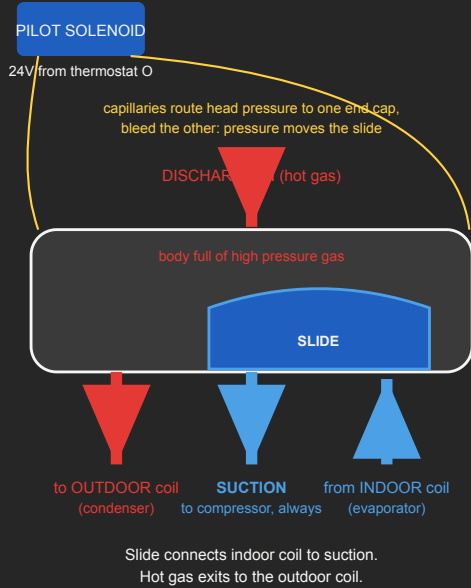 PILOT SOLENOID
24V from thermostat O
capillaries route head pressure to one end cap,
bleed the other: pressure moves the slide
(hot gas)
body full of high pressure gas
SLIDE
to OUTDOOR coil
(condenser)
SUCTION
to compressor, always
from INDOOR coil
(evaporator)
Slide connects indoor coil to suction.
Hot gas exits to the outdoor coil.